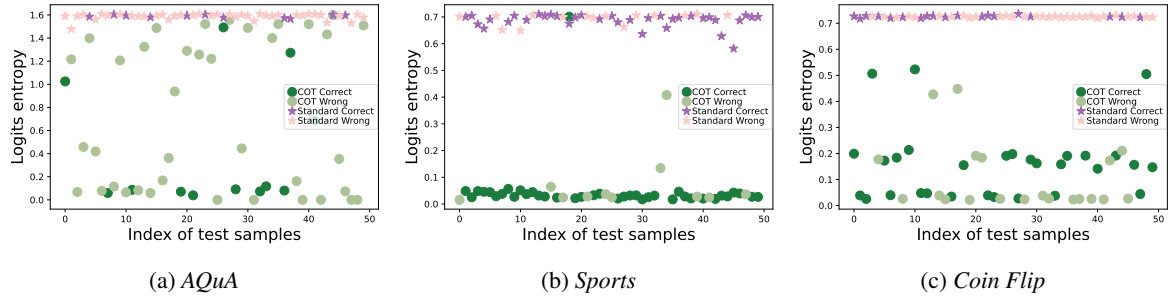 Logits entropy
1.6
1.4
1.2
1.0
0.8
0.6
0.4
0.2
0.0
0
10
20
30
40
50
Index of test samples
COT Correct
COT Wrong
Standard Correct
Standard Wrong
(a) AQuA
Logits entropy
0.7
0.6
0.5
0.4
0.3
0.2
0.1
0.0
0
10
20
30
40
50
Index of test samples
COT Correct
COT Wrong
Standard Correct
Standard Wrong
(b) Sports
Logits entropy
0.7
0.6
0.5
0.4
0.3
0.2
0.1
0.0
0
10
20
30
40
50
Index of test samples
COT Correct
COT Wrong
Standard Correct
Standard Wrong
(c) Coin Flip